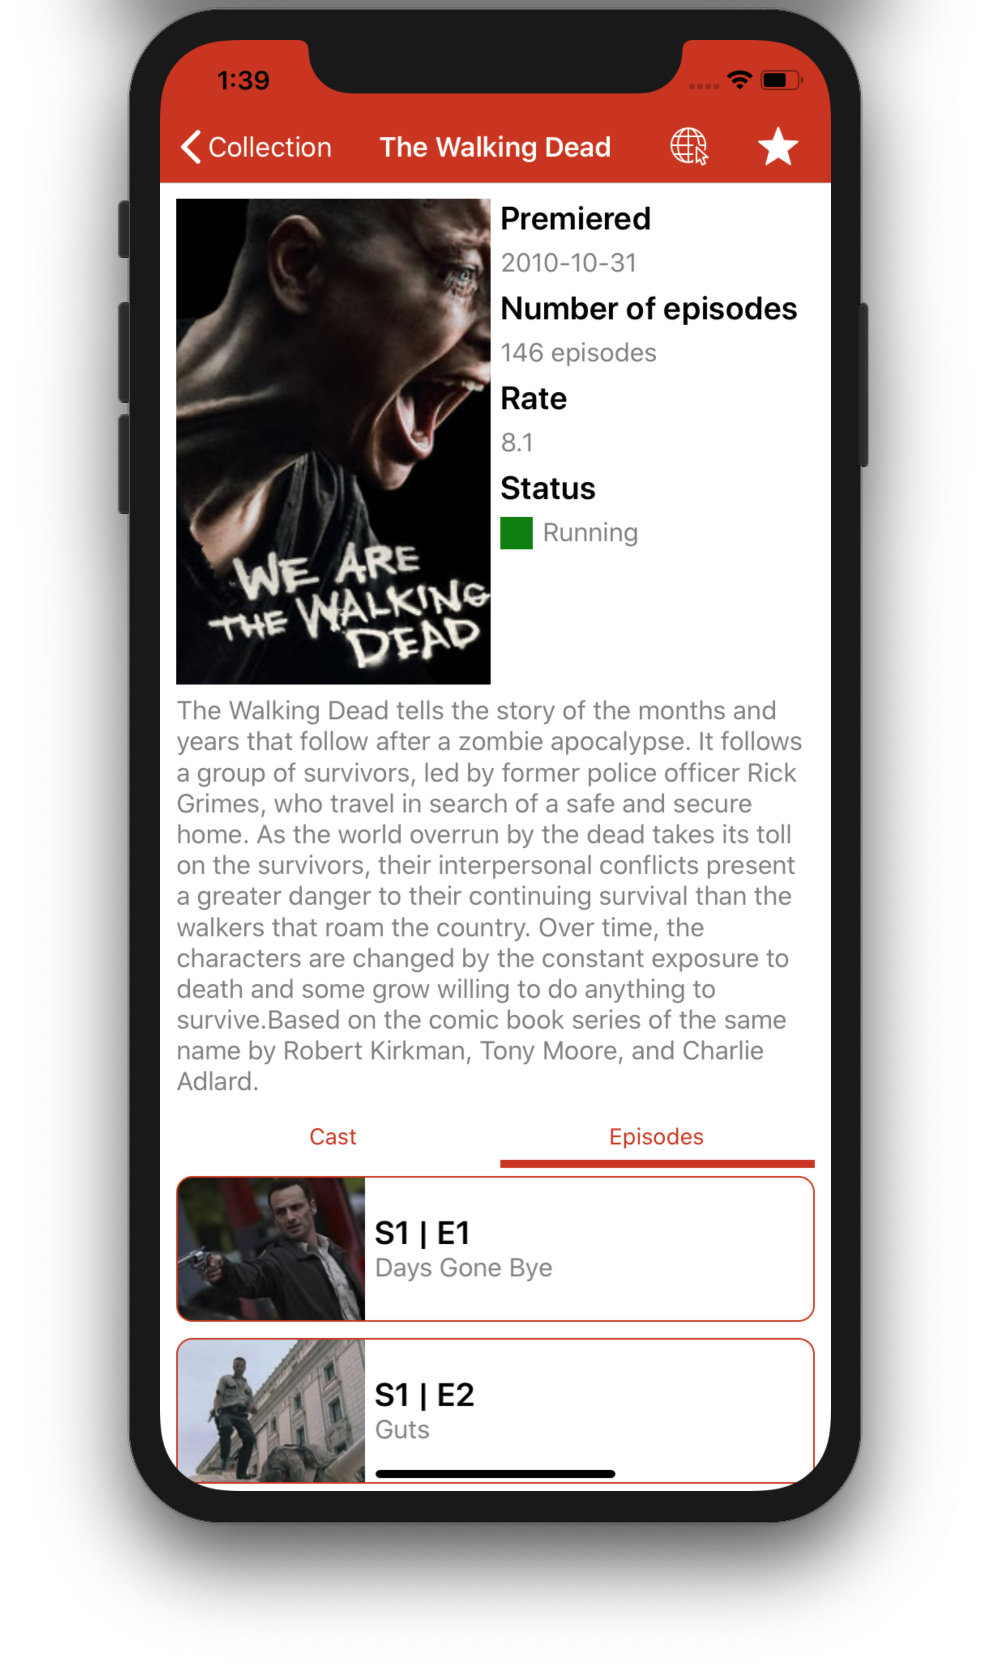 1:39
Collection
The Walking Dead
Premiered
2010-10-31
Number of episodes
146 episodes
Rate
8.1
Status
Running
WE ARE
THE WALKING
DEAD
The Walking Dead tells the story of the months and
years that follow after a zombie apocalypse. It follows
a group of survivors, led by former police officer Rick
Grimes, who travel in search of a safe and secure
home. As the world overrun by the dead takes its toll
on the survivors, their interpersonal conflicts present
a greater danger to their continuing survival than the
walkers that roam the country. Over time, the
characters are changed by the constant exposure to
death and some grow willing to do anything to
survive.Based on the comic book series of the same
name by Robert Kirkman, Tony Moore, and Charlie
Adlard.
Cast
Episodes
S1 | E1
Days Gone Bye
S1 | E2
Guts